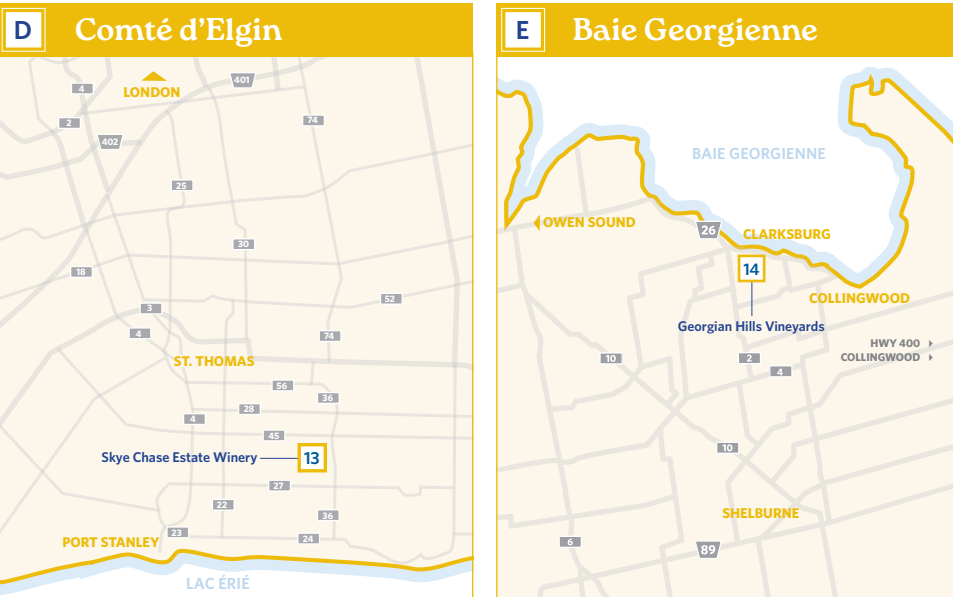 D
Comté d'Elgin
LONDON
401
4
74
2
402
25
30
18
52
3
4
74
ST. THOMAS
56
36
28
4
45
Skye Chase Estate Winery
13
27
22
36
23
24
PORT STANLEY
LAC ÉRIÉ
E
Baie Georgienne
BAIE GEORGIENNE
OWEN SOUND
26
CLARKSBURG
14
COLLINGWOOD
Georgian Hills Vineyards
HWY 400
COLLINGWOOD
10
2
4
10
SHELBURNE
6
89